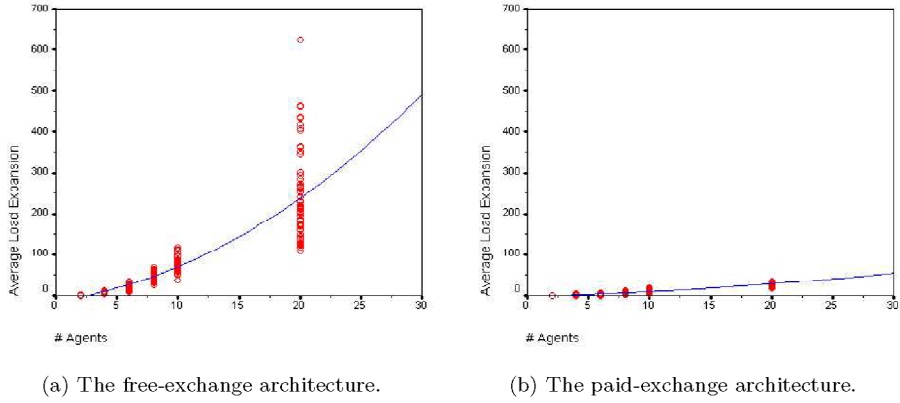 700
600
500
400
300
200
100
0
Average Load Expansion
0 5 10 15 20 25 30
# Agents
(a) The free-exchange architecture.
700
600
500
400
300
200
100
0
Average Load Expansion
0 5 10 15 20 25 30
# Agents
(b) The paid-exchange architecture.